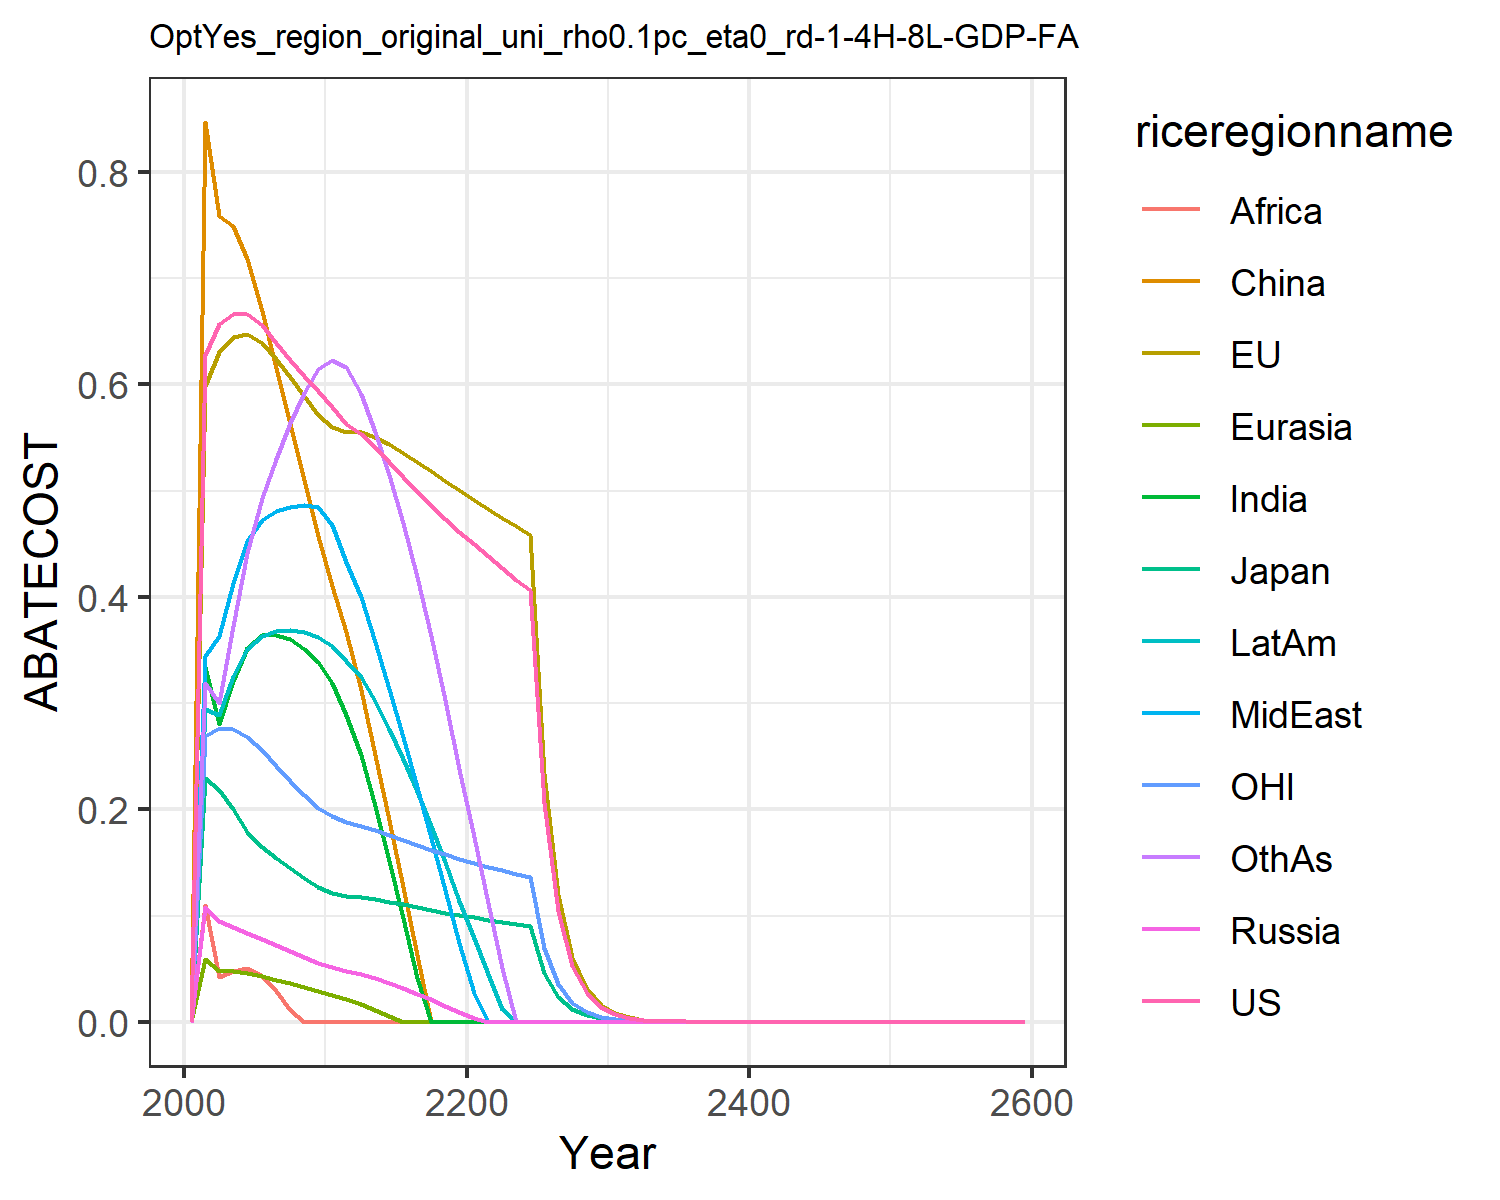 OptYes_region_original_uni_rho0.1pc_eta0_rd-1-4H-8L-GDP-FA
ABATECOST
0.8
0.6
0.4
0.2
0.0
2000 2200 2400 2600
Year
riceregionname
Africa
China
EU
Eurasia
India
Japan
LatAm
MidEast
OHI
OthAs
Russia
US